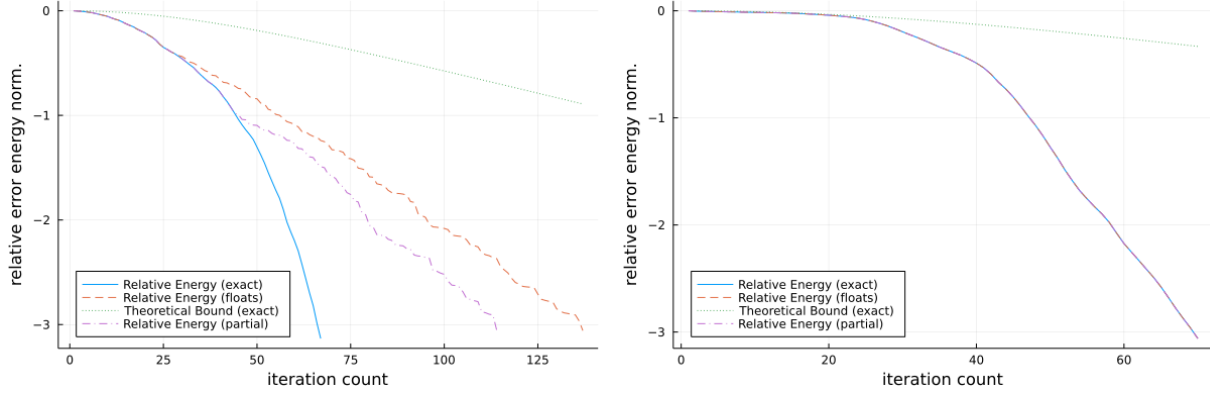 relative error energy norm.
0
−1
−2
−3
Relative Energy (exact)
Relative Energy (floats)
Theoretical Bound (exact)
Relative Energy (partial)
0
25
50
75
100
125
iteration count
relative error energy norm.
0
−1
−2
−3
Relative Energy (exact)
Relative Energy (floats)
Theoretical Bound (exact)
Relative Energy (partial)
0
20
40
60
iteration count